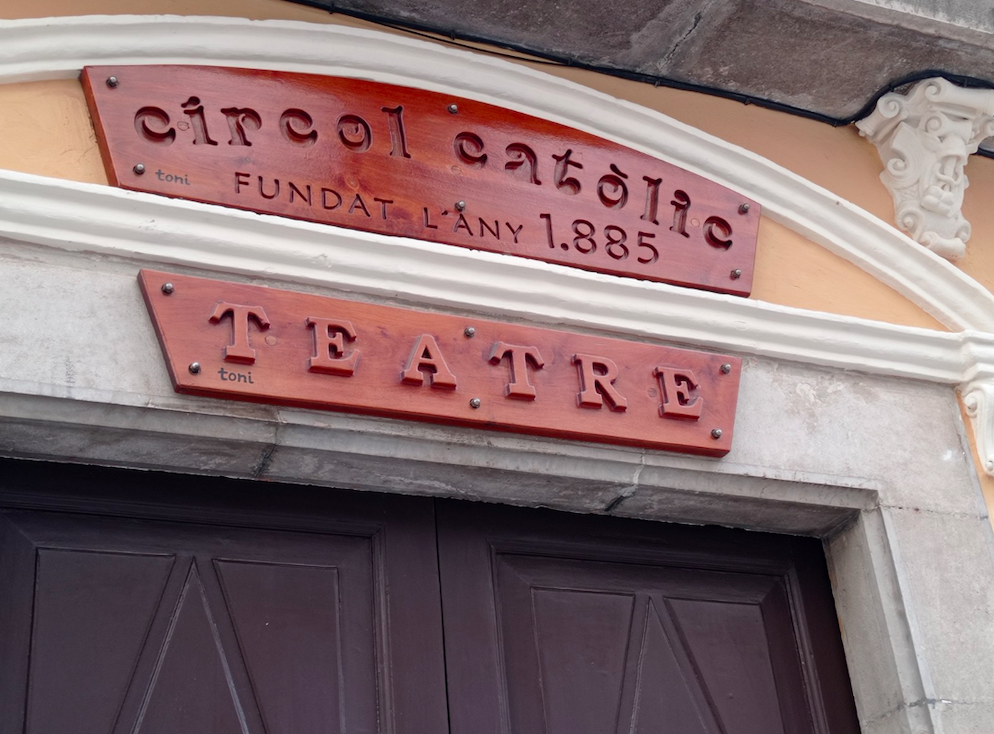 círcol catòlic
toni
FUNDAT L'ANY 1.885
TEATRE
toni